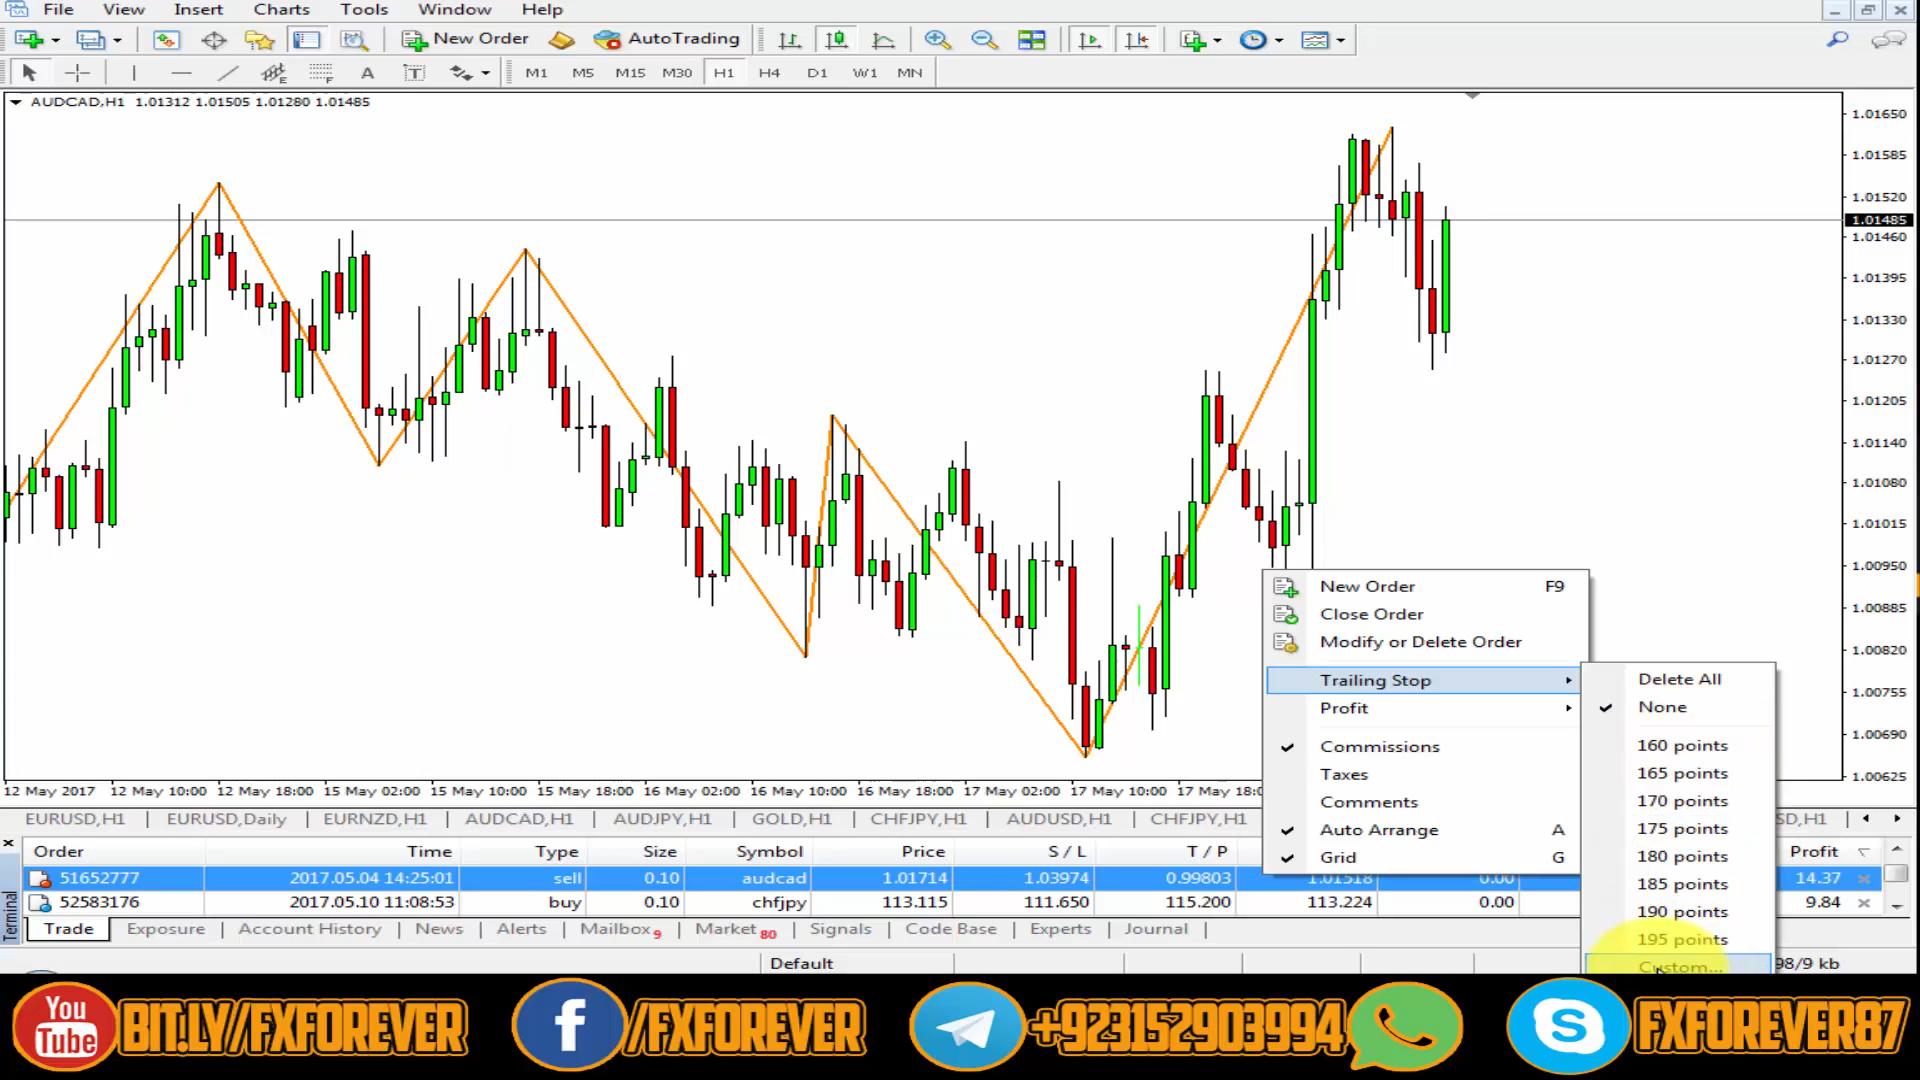 File View Insert Charts Tools Window Help
New Order AutoTrading
A T M1 M5 M15 M30 H1 H4 D1 W1 MN
AUDCAD,H1 1.01312 1.01505 1.01280 1.01485
1.01650
1.01585
1.01520
1.01485
1.01460
1.01395
1.01330
1.01270
1.01205
1.01140
1.01080
1.01015
1.00950
1.00885
1.00820
1.00755
1.00690
1.00625
New Order F9
Close Order
Modify or Delete Order
Trailing Stop
Profit
Commissions
Taxes
Comments
Auto Arrange A
Grid G
Delete All
None
160 points
165 points
170 points
175 points
180 points
185 points
190 points
195 points
Custom...
12 May 2017 12 May 10:00 12 May 18:00 15 May 02:00 15 May 10:00 15 May 18:00 16 May 02:00 16 May 10:00 16 May 18:00 17 May 02:00 17 May 10:00 17 May 18:0
EURUSD,H1 EURUSD,Daily EURNZD,H1 AUDCAD,H1 AUDJPY,H1 GOLD,H1 CHFJPY,H1 AUDUSD,H1 CHFJPY,H1 SD,H1
Order Time Type Size Symbol Price S / L T / P Profit
51652777 2017.05.04 14:25:01 sell 0.10 audcad 1.01714 1.03974 0.99803 1.01518 0.00 14.37
52583176 2017.05.10 11:08:53 buy 0.10 chfjpy 113.115 111.650 115.200 113.224 0.00 9.84
Terminal
Trade Exposure Account History News Alerts Mailbox 9 Market 80 Signals Code Base Experts Journal
Default 98/9 kb
You Tube BIT.LY/FXFOREVER f /FXFOREVER +923152903994 S FXFOREVER87